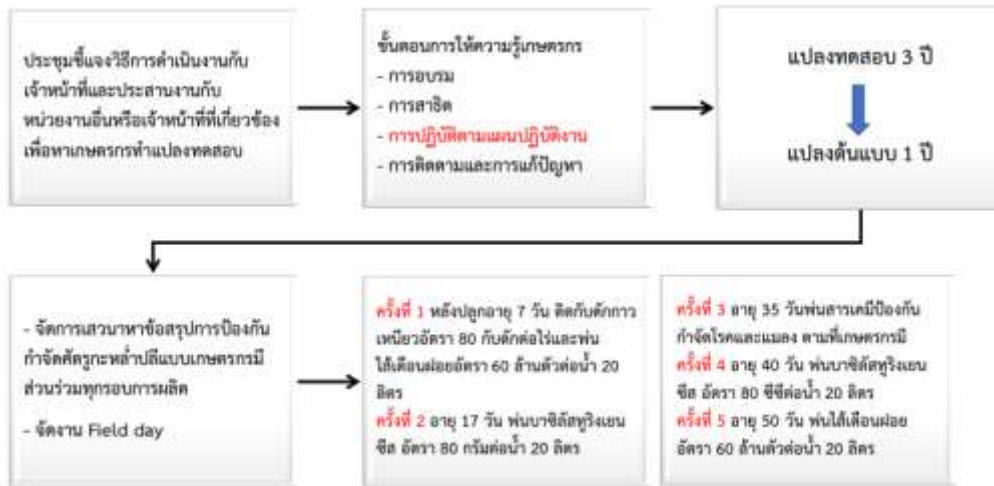 ประชุมชี้แจงวิธีการดำเนินงานกับ
เจ้าหน้าที่และประสานงานกับ
หน่วยงานอื่นหรือเจ้าหน้าที่ที่เกี่ยวข้อง
เพื่อหาเกษตรกรทำแปลงทดสอบ
ขั้นตอนการให้ความรู้เกษตรกร
- การอบรม
- การสาธิต
- การปฏิบัติตามแผนปฏิบัติงาน
- การติดตามและการแก้ปัญหา
แปลงทดสอบ 3 ปี
แปลงต้นแบบ 1 ปี
- จัดการเสวนาหาข้อสรุปการป้องกัน
กำจัดศัตรูกะหล่ำปลีแบบเกษตรกรมี
ส่วนร่วมทุกรอบการผลิต
- จัดงาน Field day
ครั้งที่ 1 หลังปลูกอายุ 7 วัน ติดกับดักกาว
เหนียวอัตรา 80 กับดักต่อไร่และพ่น
ไส้เดือนฝอยอัตรา 60 ล้านตัวต่อน้ำ 20
ลิตร
ครั้งที่ 2 อายุ 17 วัน พ่นบาซิลัสทูริงเยน
ซีส อัตรา 80 กรัมต่อน้ำ 20 ลิตร
ครั้งที่ 3 อายุ 35 วันพ่นสารเคมีป้องกัน
กำจัดโรคและแมลง ตามที่เกษตรกรมี
ครั้งที่ 4 อายุ 40 วัน พ่นบาซิลัสทูริงเยน
ซีส อัตรา 80 ซีซีต่อน้ำ 20 ลิตร
ครั้งที่ 5 อายุ 50 วัน พ่นไส้เดือนฝอย
อัตรา 60 ล้านตัวต่อน้ำ 20 ลิตร